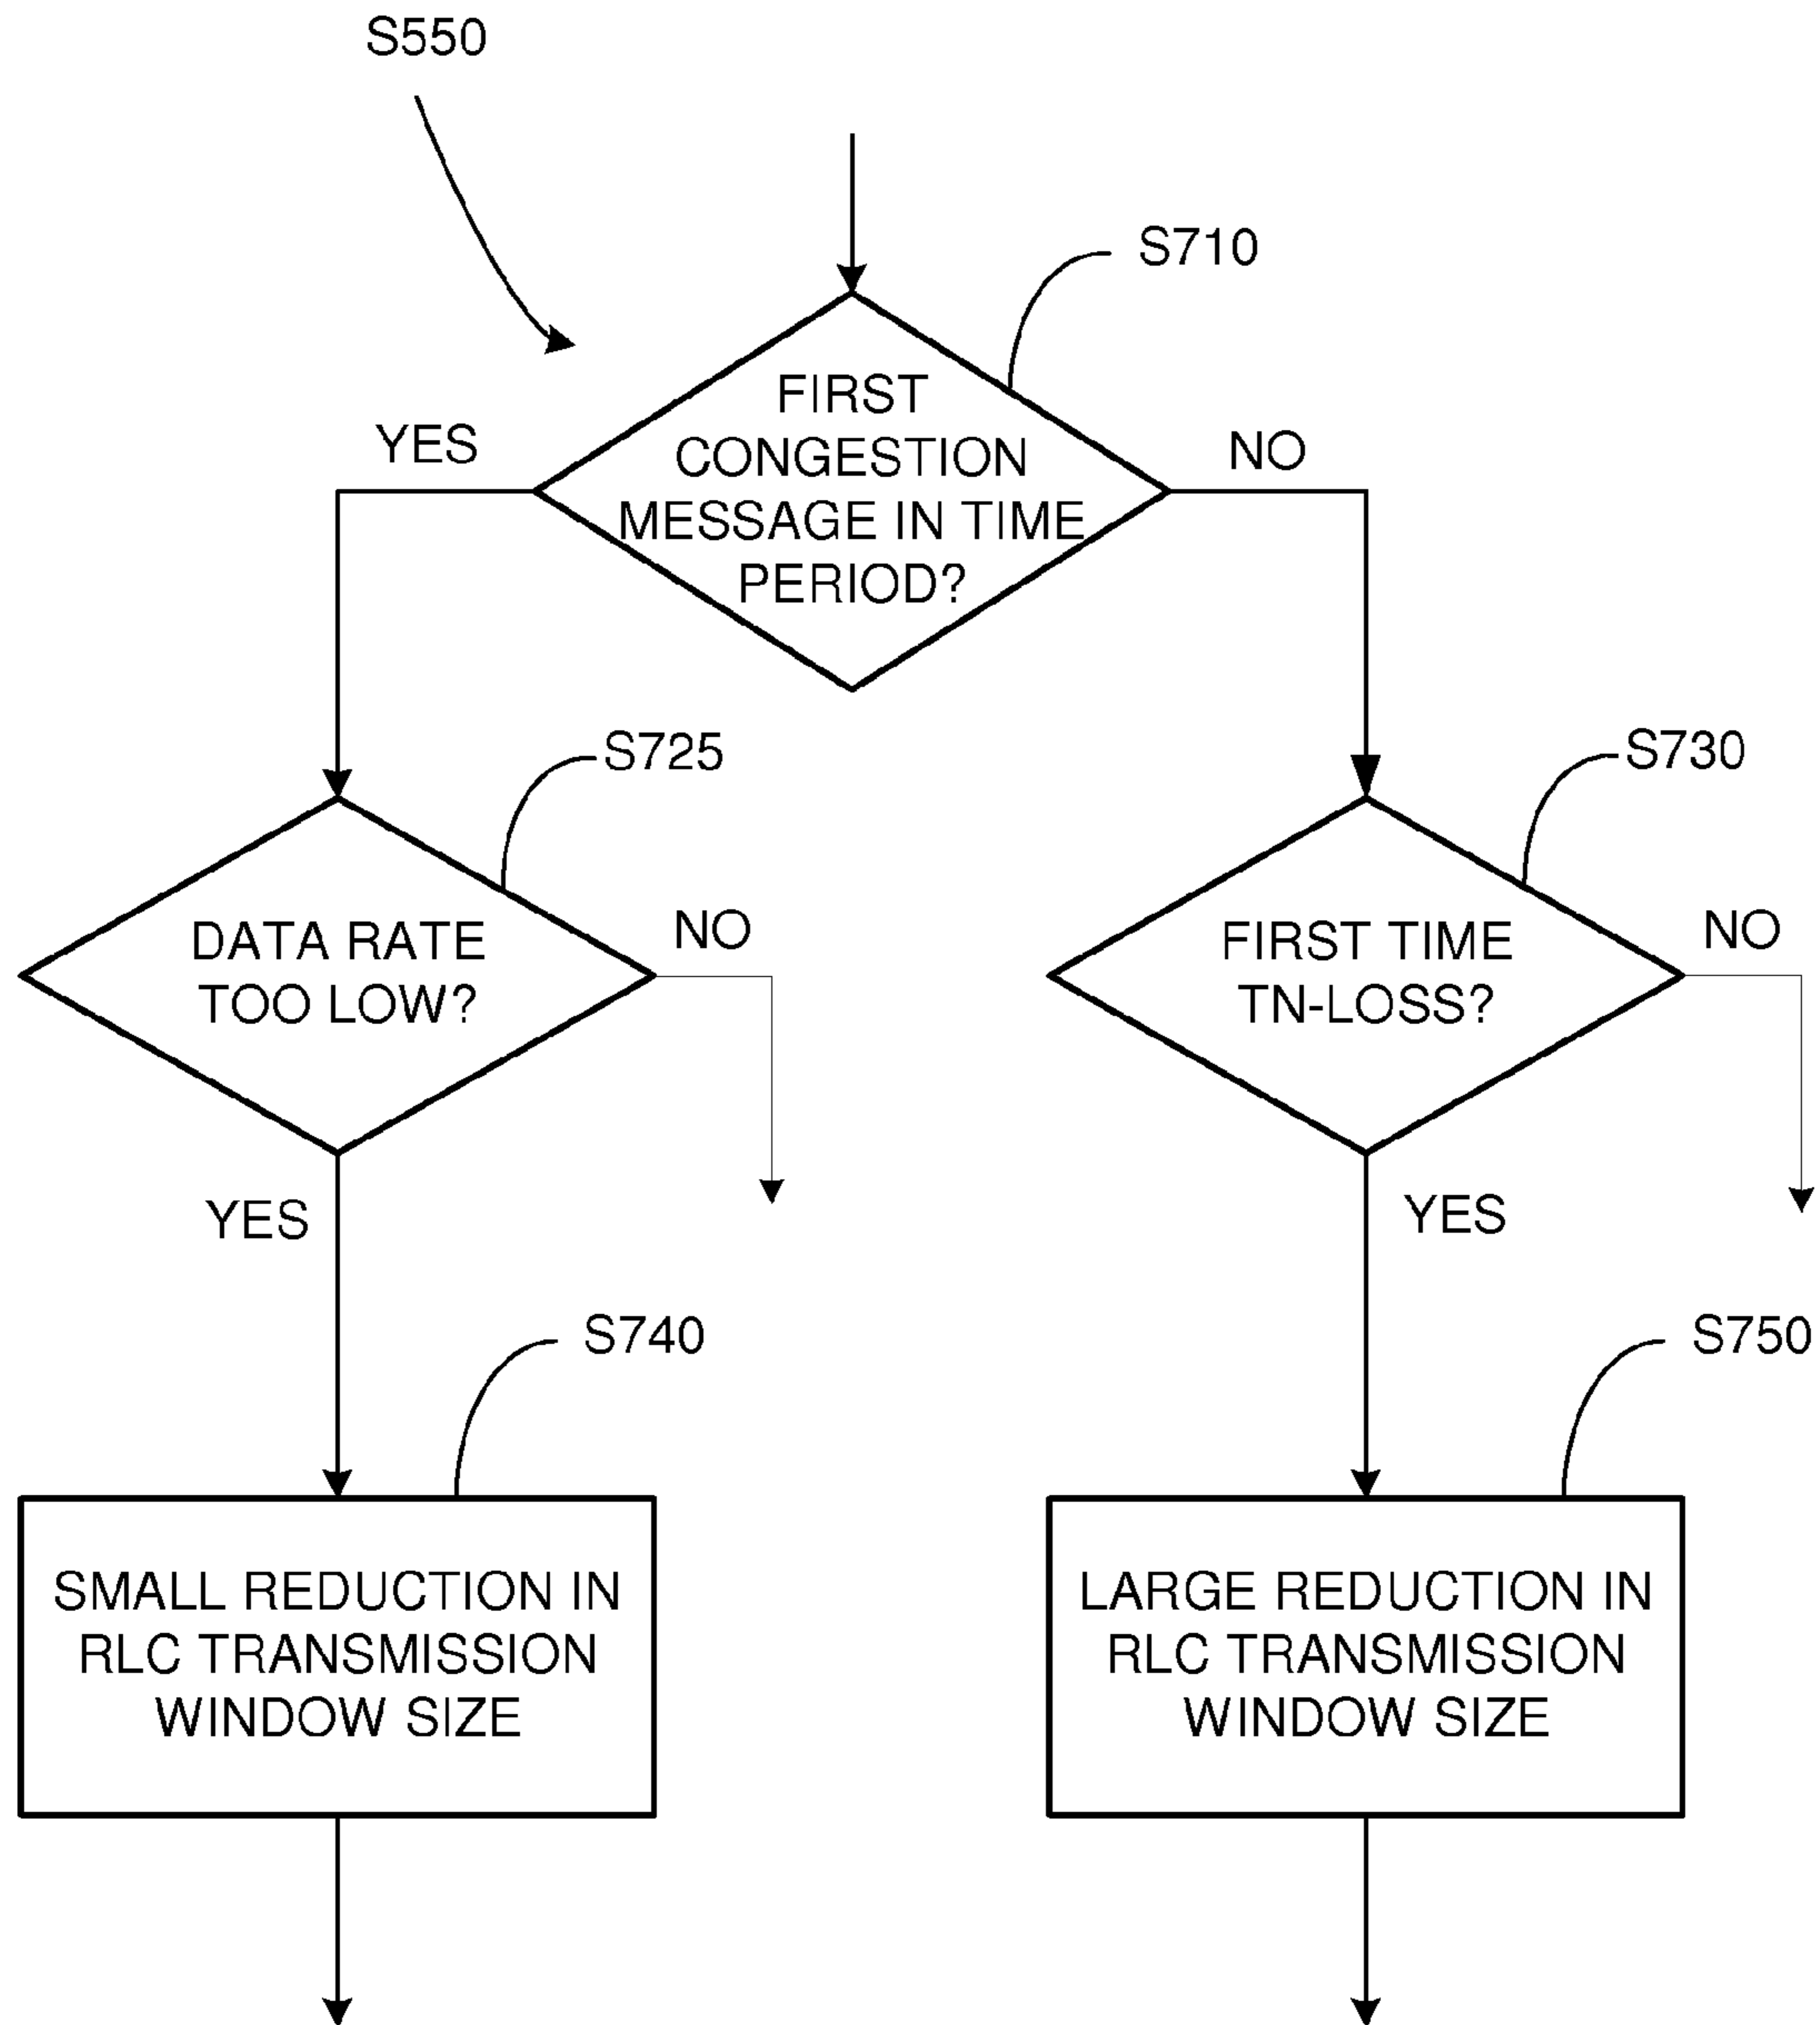 S550
S710
FIRST
CONGESTION
MESSAGE IN TIME
PERIOD?
YES
NO
S725
S730
DATA RATE
TOO LOW?
NO
FIRST TIME
TN-LOSS?
NO
YES
YES
S740
S750
SMALL REDUCTION IN
RLC TRANSMISSION
WINDOW SIZE
LARGE REDUCTION IN
RLC TRANSMISSION
WINDOW SIZE